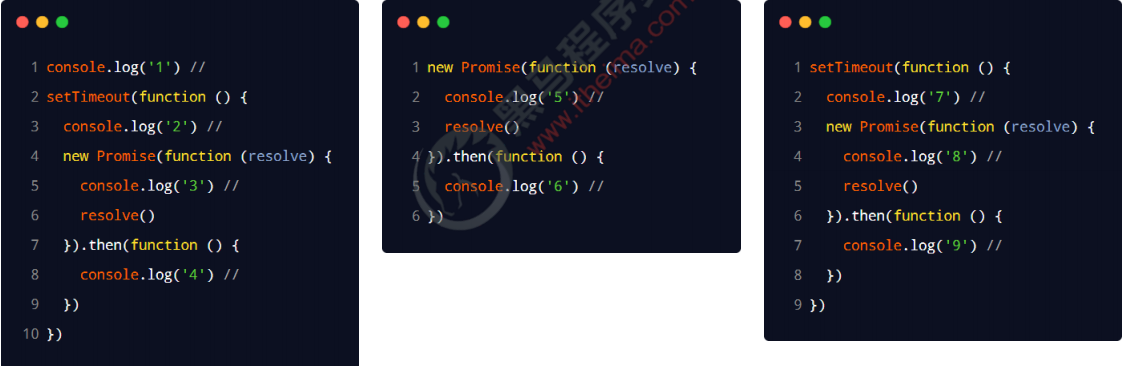 1 console.log('1') //
2 setTimeout(function () {
3 console.log('2') //
4 new Promise(function (resolve) {
5 console.log('3') //
6 resolve()
7 }).then(function () {
8 console.log('4') //
9 })
10 })
1 new Promise(function (resolve) {
2 console.log('5') //
3 resolve()
4 }).then(function () {
5 console.log('6') //
6 })
黑马程序员
www.itheima.com
1 setTimeout(function () {
2 console.log('7') //
3 new Promise(function (resolve) {
4 console.log('8') //
5 resolve()
6 }).then(function () {
7 console.log('9') //
8 })
9 })